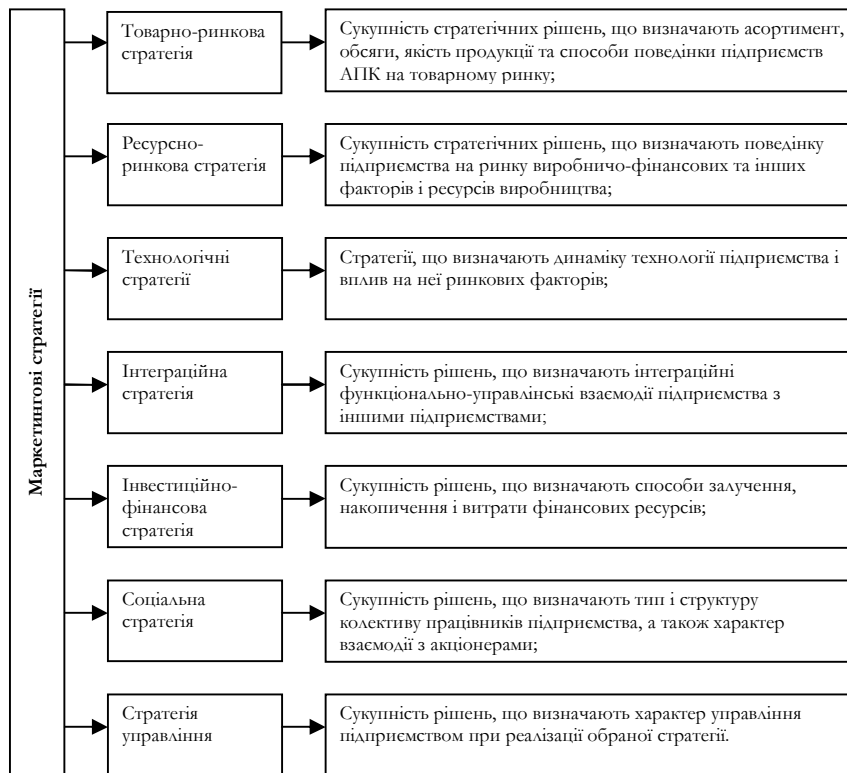 Маркетингові стратегії
Товарно-ринкова
стратегія
Сукупність стратегічних рішень, що визначають асортимент,
обсяги, якість продукції та способи поведінки підприємств
АПК на товарному ринку;
Ресурсно-
ринкова стратегія
Сукупність стратегічних рішень, що визначають поведінку
підприємства на ринку виробничо-фінансових та інших
факторів і ресурсів виробництва;
Технологічні
стратегії
Стратегії, що визначають динаміку технології підприємства і
вплив на неї ринкових факторів;
Інтеграційна
стратегія
Сукупність рішень, що визначають інтеграційні
функціонально-управлінські взаємодії підприємства з
іншими підприємствами;
Інвестиційно-
фінансова
стратегія
Сукупність рішень, що визначають способи залучення,
накопичення і витрати фінансових ресурсів;
Соціальна
стратегія
Сукупність рішень, що визначають тип і структуру
колективу працівників підприємства, а також характер
взаємодії з акціонерами;
Стратегія
управління
Сукупність рішень, що визначають характер управління
підприємством при реалізації обраної стратегії.